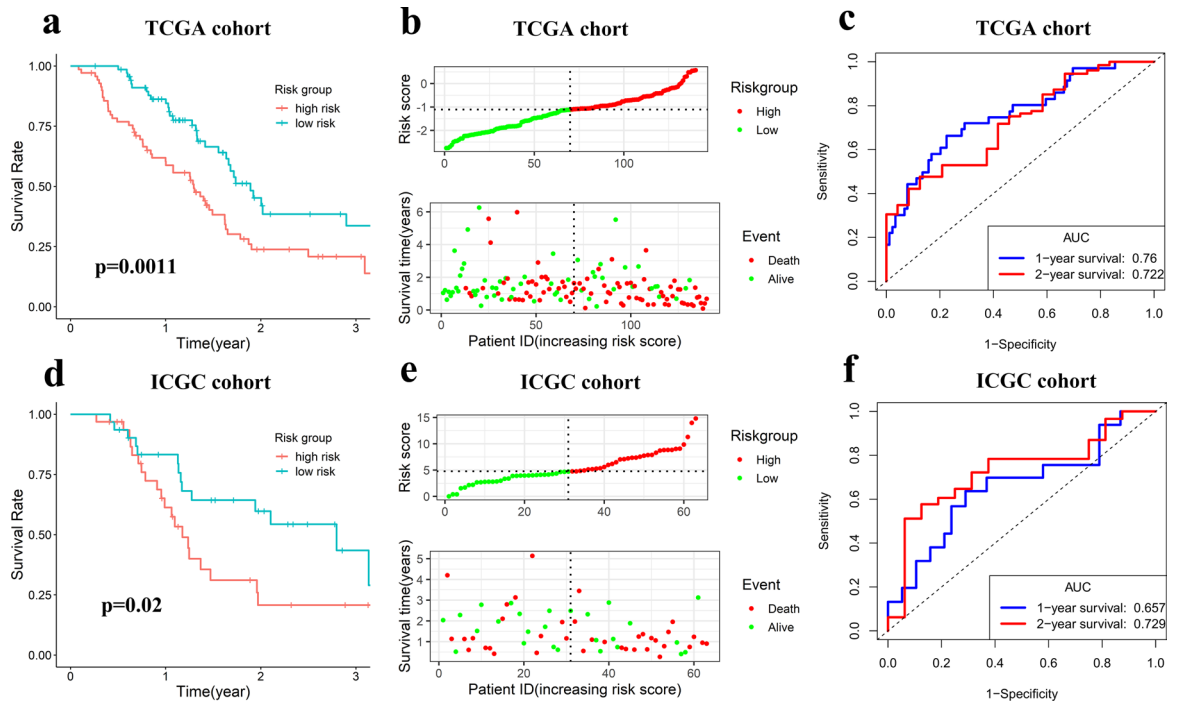 a
TCGA cohort
Survival Rate
1.00
0.75
0.50
0.25
0.00
Risk group
high risk
low risk
p=0.0011
0 1 2 3
Time(year)
b
TCGA chort
Risk score
0
-1
-2
0 50 100
Riskgroup
High
Low
Survival time(years)
6
4
2
0
0 50 100
Patient ID(increasing risk score)
Event
Death
Alive
c
TCGA cohort
Sensitivity
1.0
0.8
0.6
0.4
0.2
0.0
AUC
1-year survival: 0.76
2-year survival: 0.722
0.0 0.2 0.4 0.6 0.8 1.0
1-Specificity
d
ICGC cohort
Survival Rate
1.00
0.75
0.50
0.25
0.00
Risk group
high risk
low risk
p=0.02
0 1 2 3
Time(year)
e
ICGC cohort
Risk score
15
10
5
0
0 20 40 60
Riskgroup
High
Low
Survival time(years)
5
4
3
2
1
0 20 40 60
Patient ID(increasing risk score)
Event
Death
Alive
f
ICGC cohort
Sensitivity
1.0
0.8
0.6
0.4
0.2
0.0
AUC
1-year survival: 0.657
2-year survival: 0.729
0.0 0.2 0.4 0.6 0.8 1.0
1-Specificity